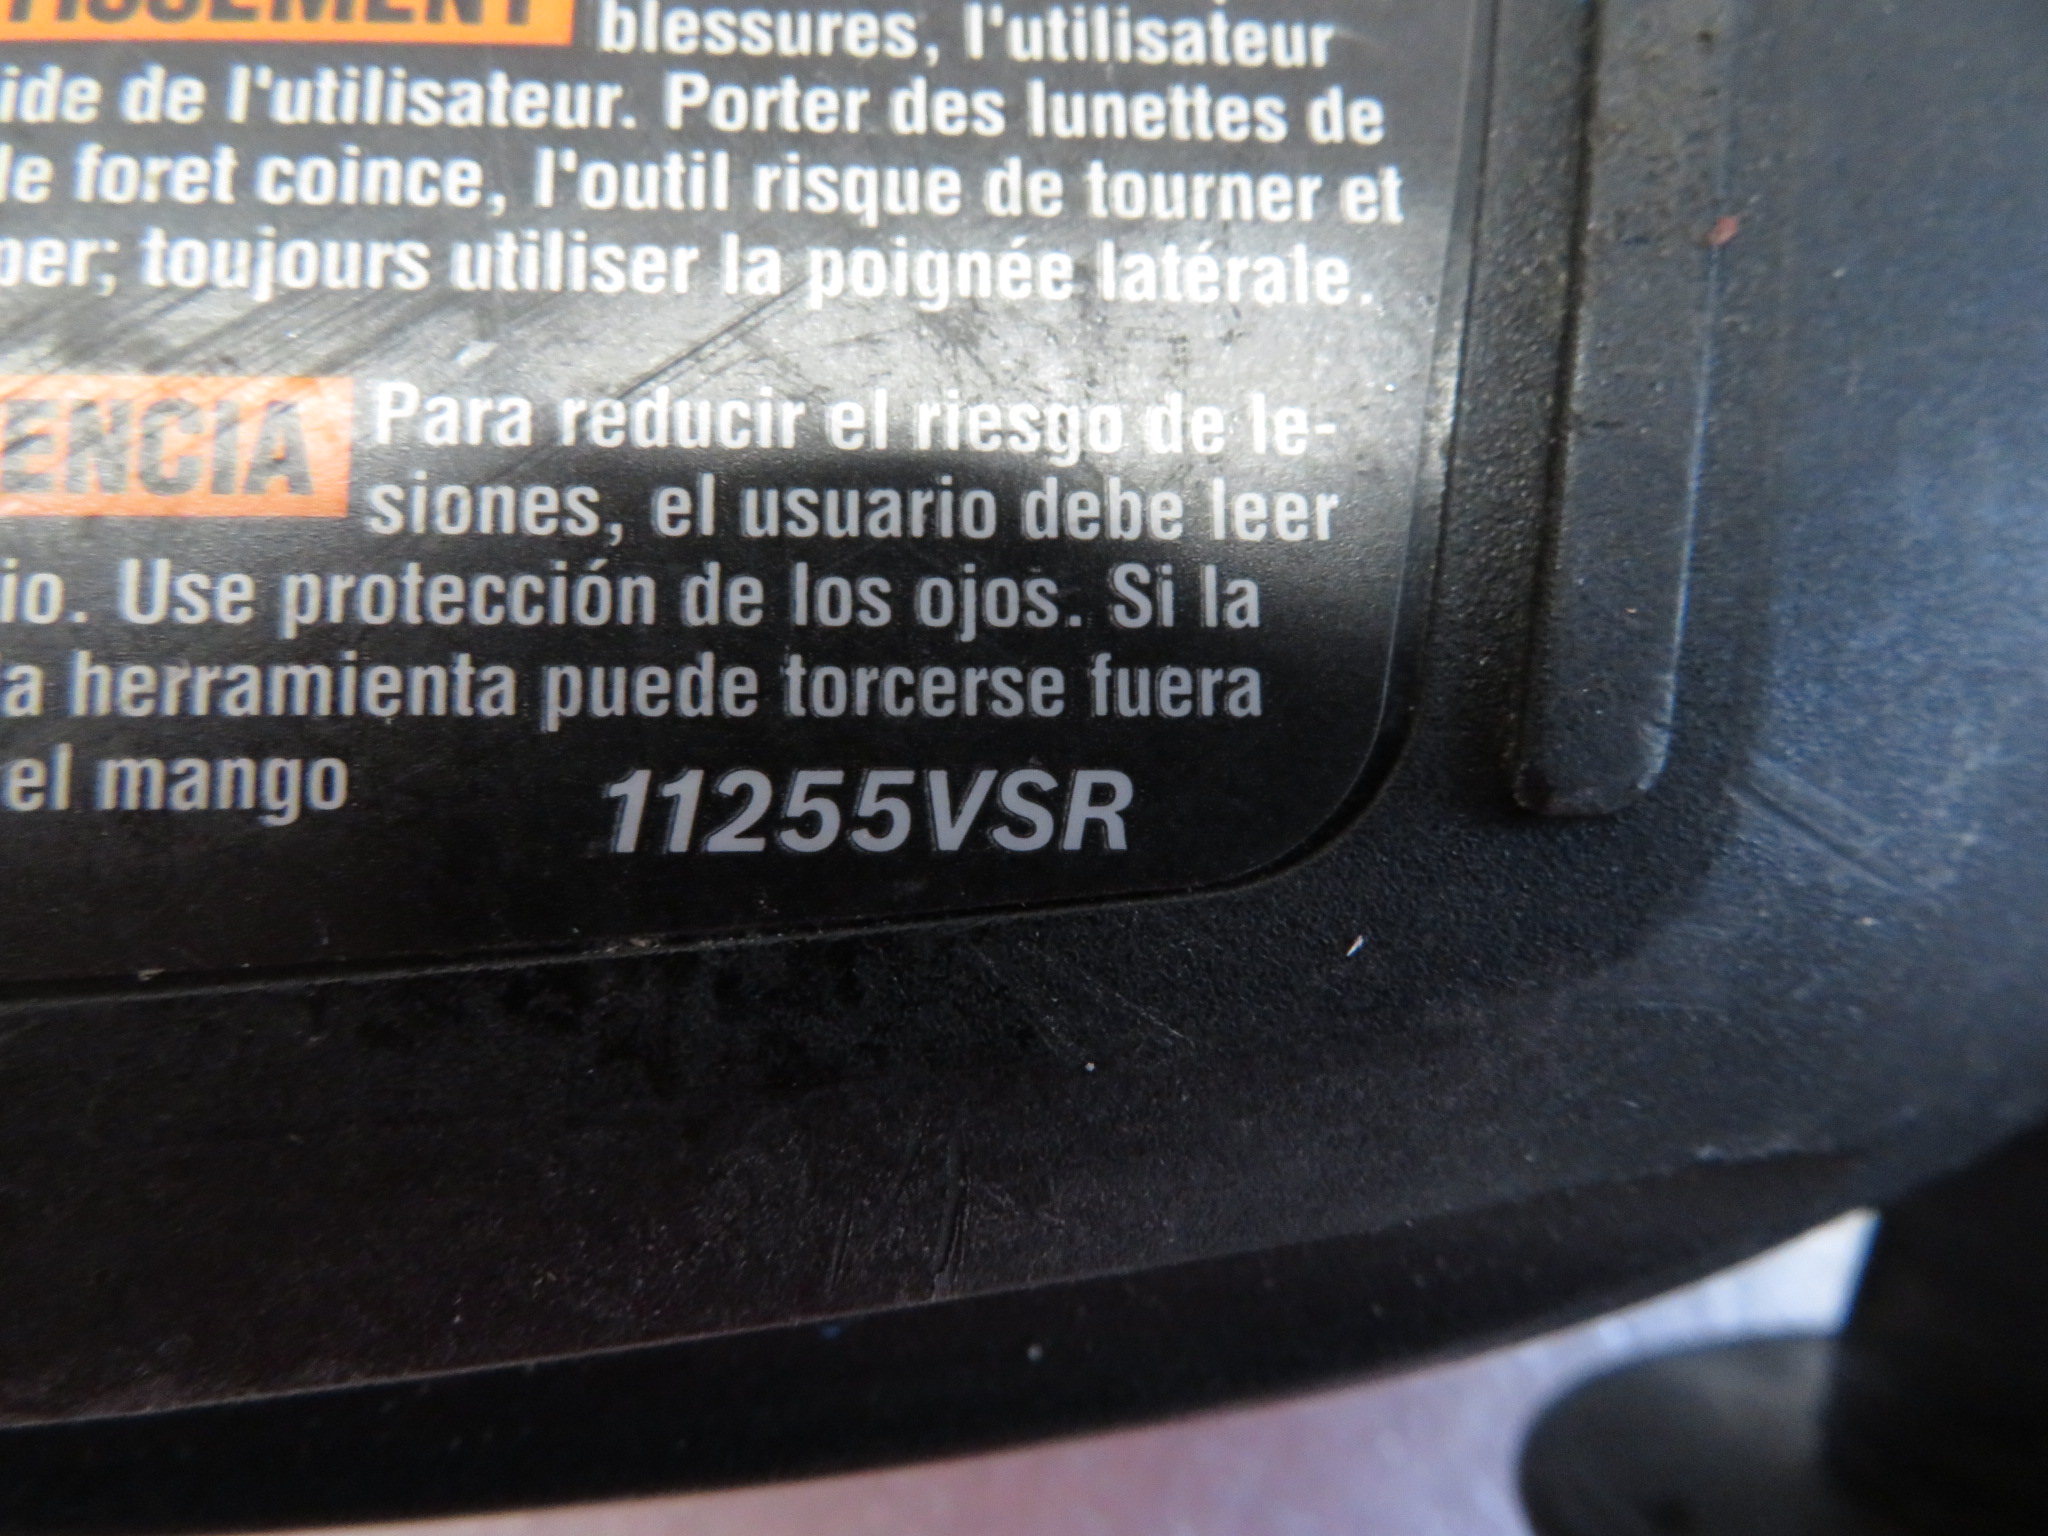 TISSEMENT blessures, l'utilisateur
ide de l'utilisateur. Porter des lunettes de
le foret coince, l'outil risque de tourner et
per; toujours utiliser la poignée latérale.
ENCIA Para reducir el riesgo de le-
siones, el usuario debe leer
io. Use protección de los ojos. Si la
a herramienta puede torcerse fuera
el mango 11255VSR